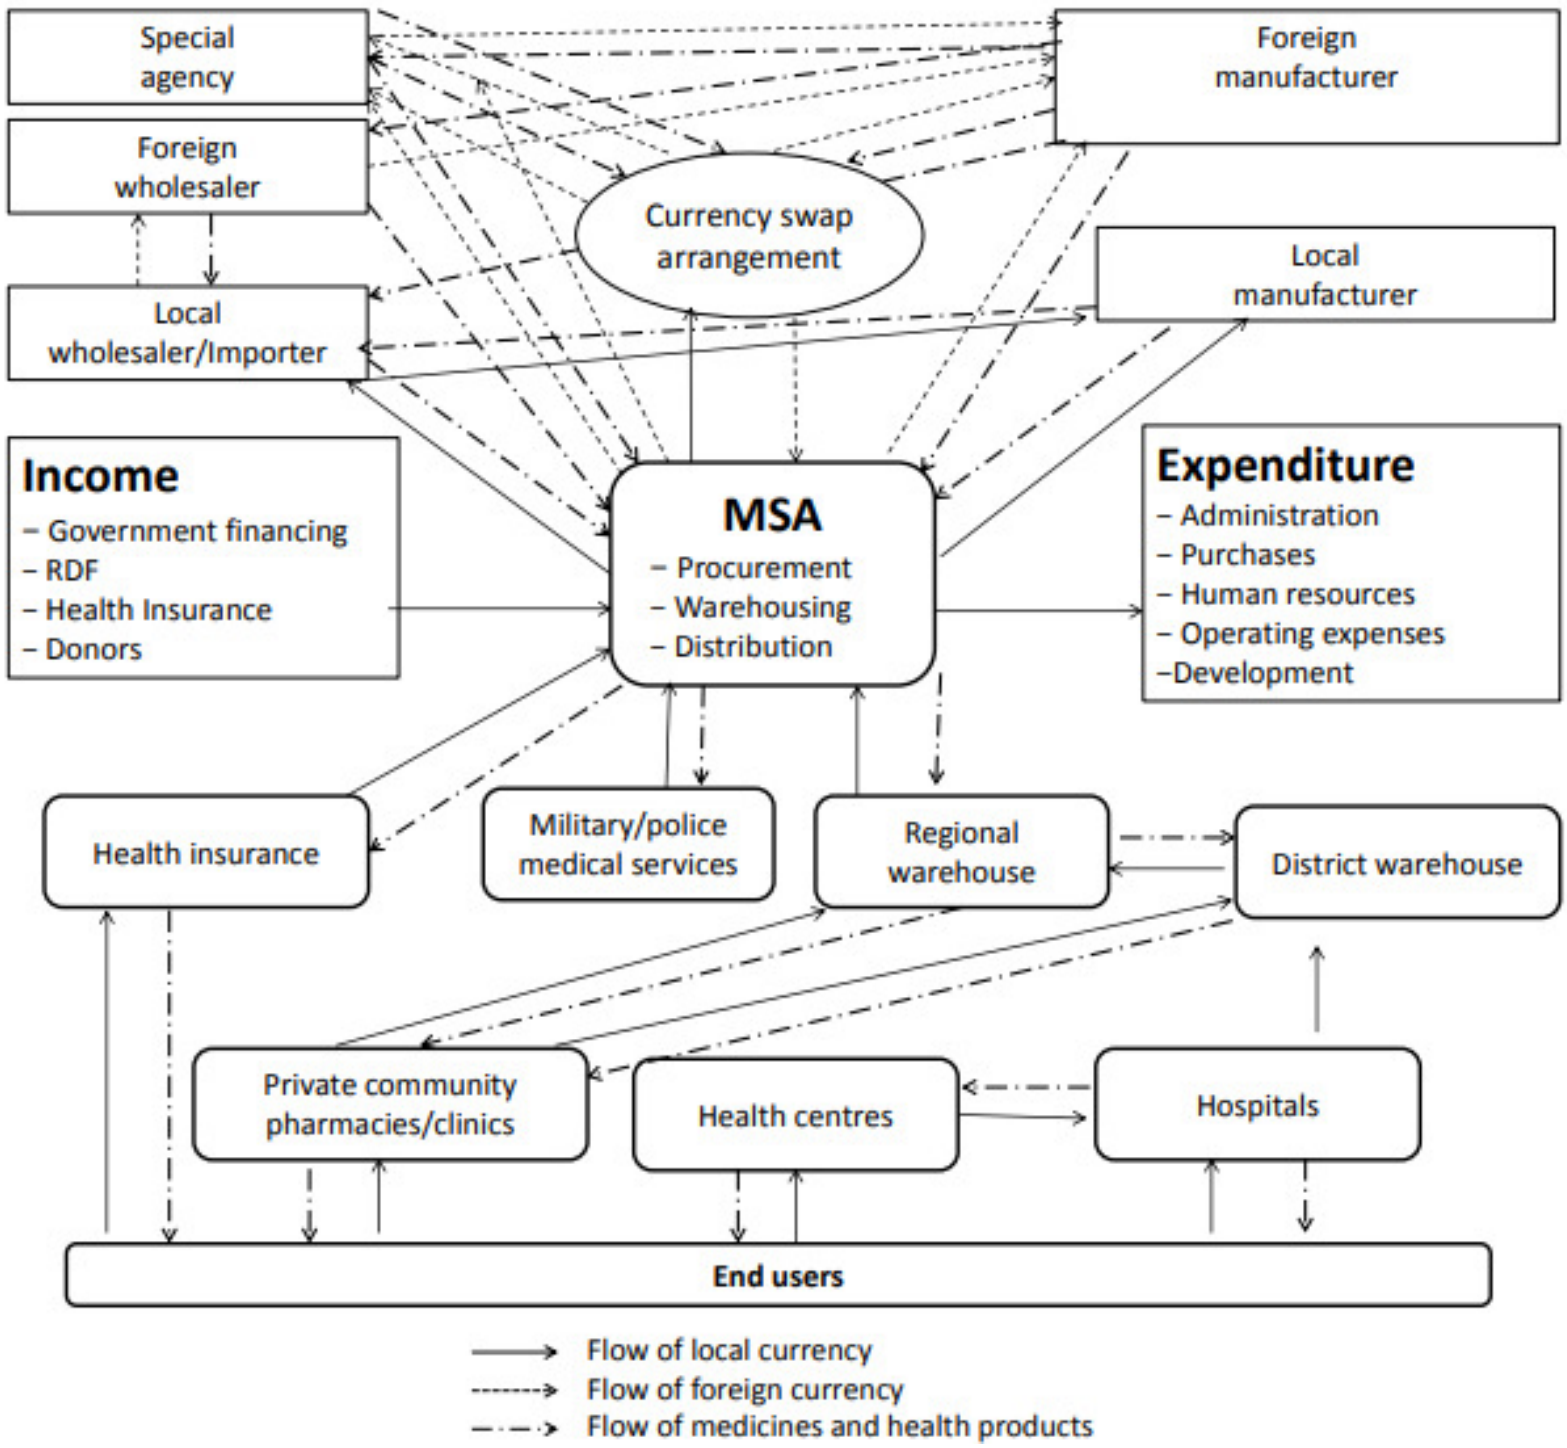 Special
agency
Foreign
manufacturer
Foreign
wholesaler
Currency swap
arrangement
Local
manufacturer
Local
wholesaler/Importer
Income
− Government financing
− RDF
− Health Insurance
− Donors
MSA
− Procurement
− Warehousing
− Distribution
Expenditure
− Administration
− Purchases
− Human resources
− Operating expenses
−Development
Health insurance
Military/police
medical services
Regional
warehouse
District warehouse
Private community
pharmacies/clinics
Health centres
Hospitals
End users
Flow of local currency
Flow of foreign currency
Flow of medicines and health products